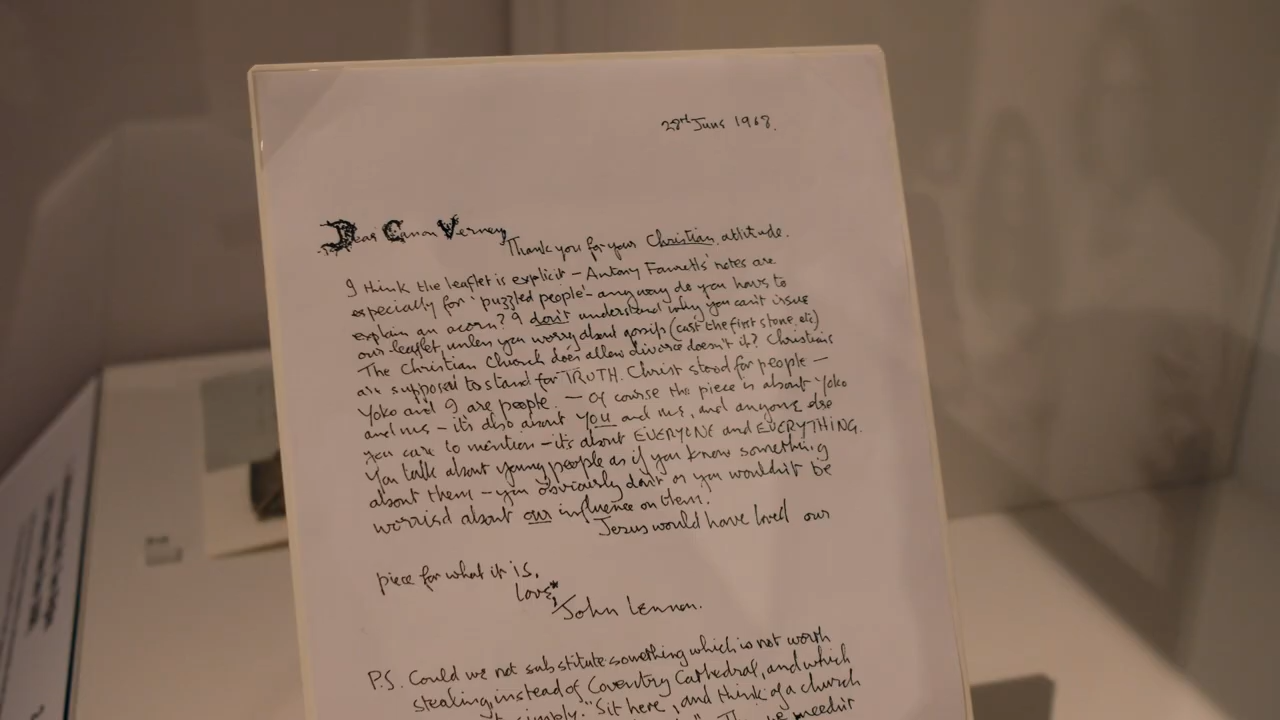 28rd June 1968.
Dear Canon Verney,
Thank you for your Christian attitude.
I think the leaflet is explicit – Antony Fawcetts' notes are
especially for 'puzzled people' – anyway do you have to
explain an acorn? I don't understand why you can't issue
our leaflet unless you worry about gossip (cast the first stone, etc)
The Christian Church does allow divorce doesn't it? Christians
are supposed to stand for TRUTH. Christ stood for people –
Yoko and I are people. – Of course the piece is about Yoko
and me – it's also about YOU and me, and anyone else
you care to mention – it's about EVERYONE and EVERYTHING.
You talk about young people as if you know something
about them – you obviously don't or you wouldn't be
worried about our influence on them.
Jesus would have loved our
piece for what it is.
love*,
John Lennon.
P.S. Could we not substitute something which is not worth
stealing, instead of Coventry Cathedral, and which
simply: "Sit here, and think of a church
needn't